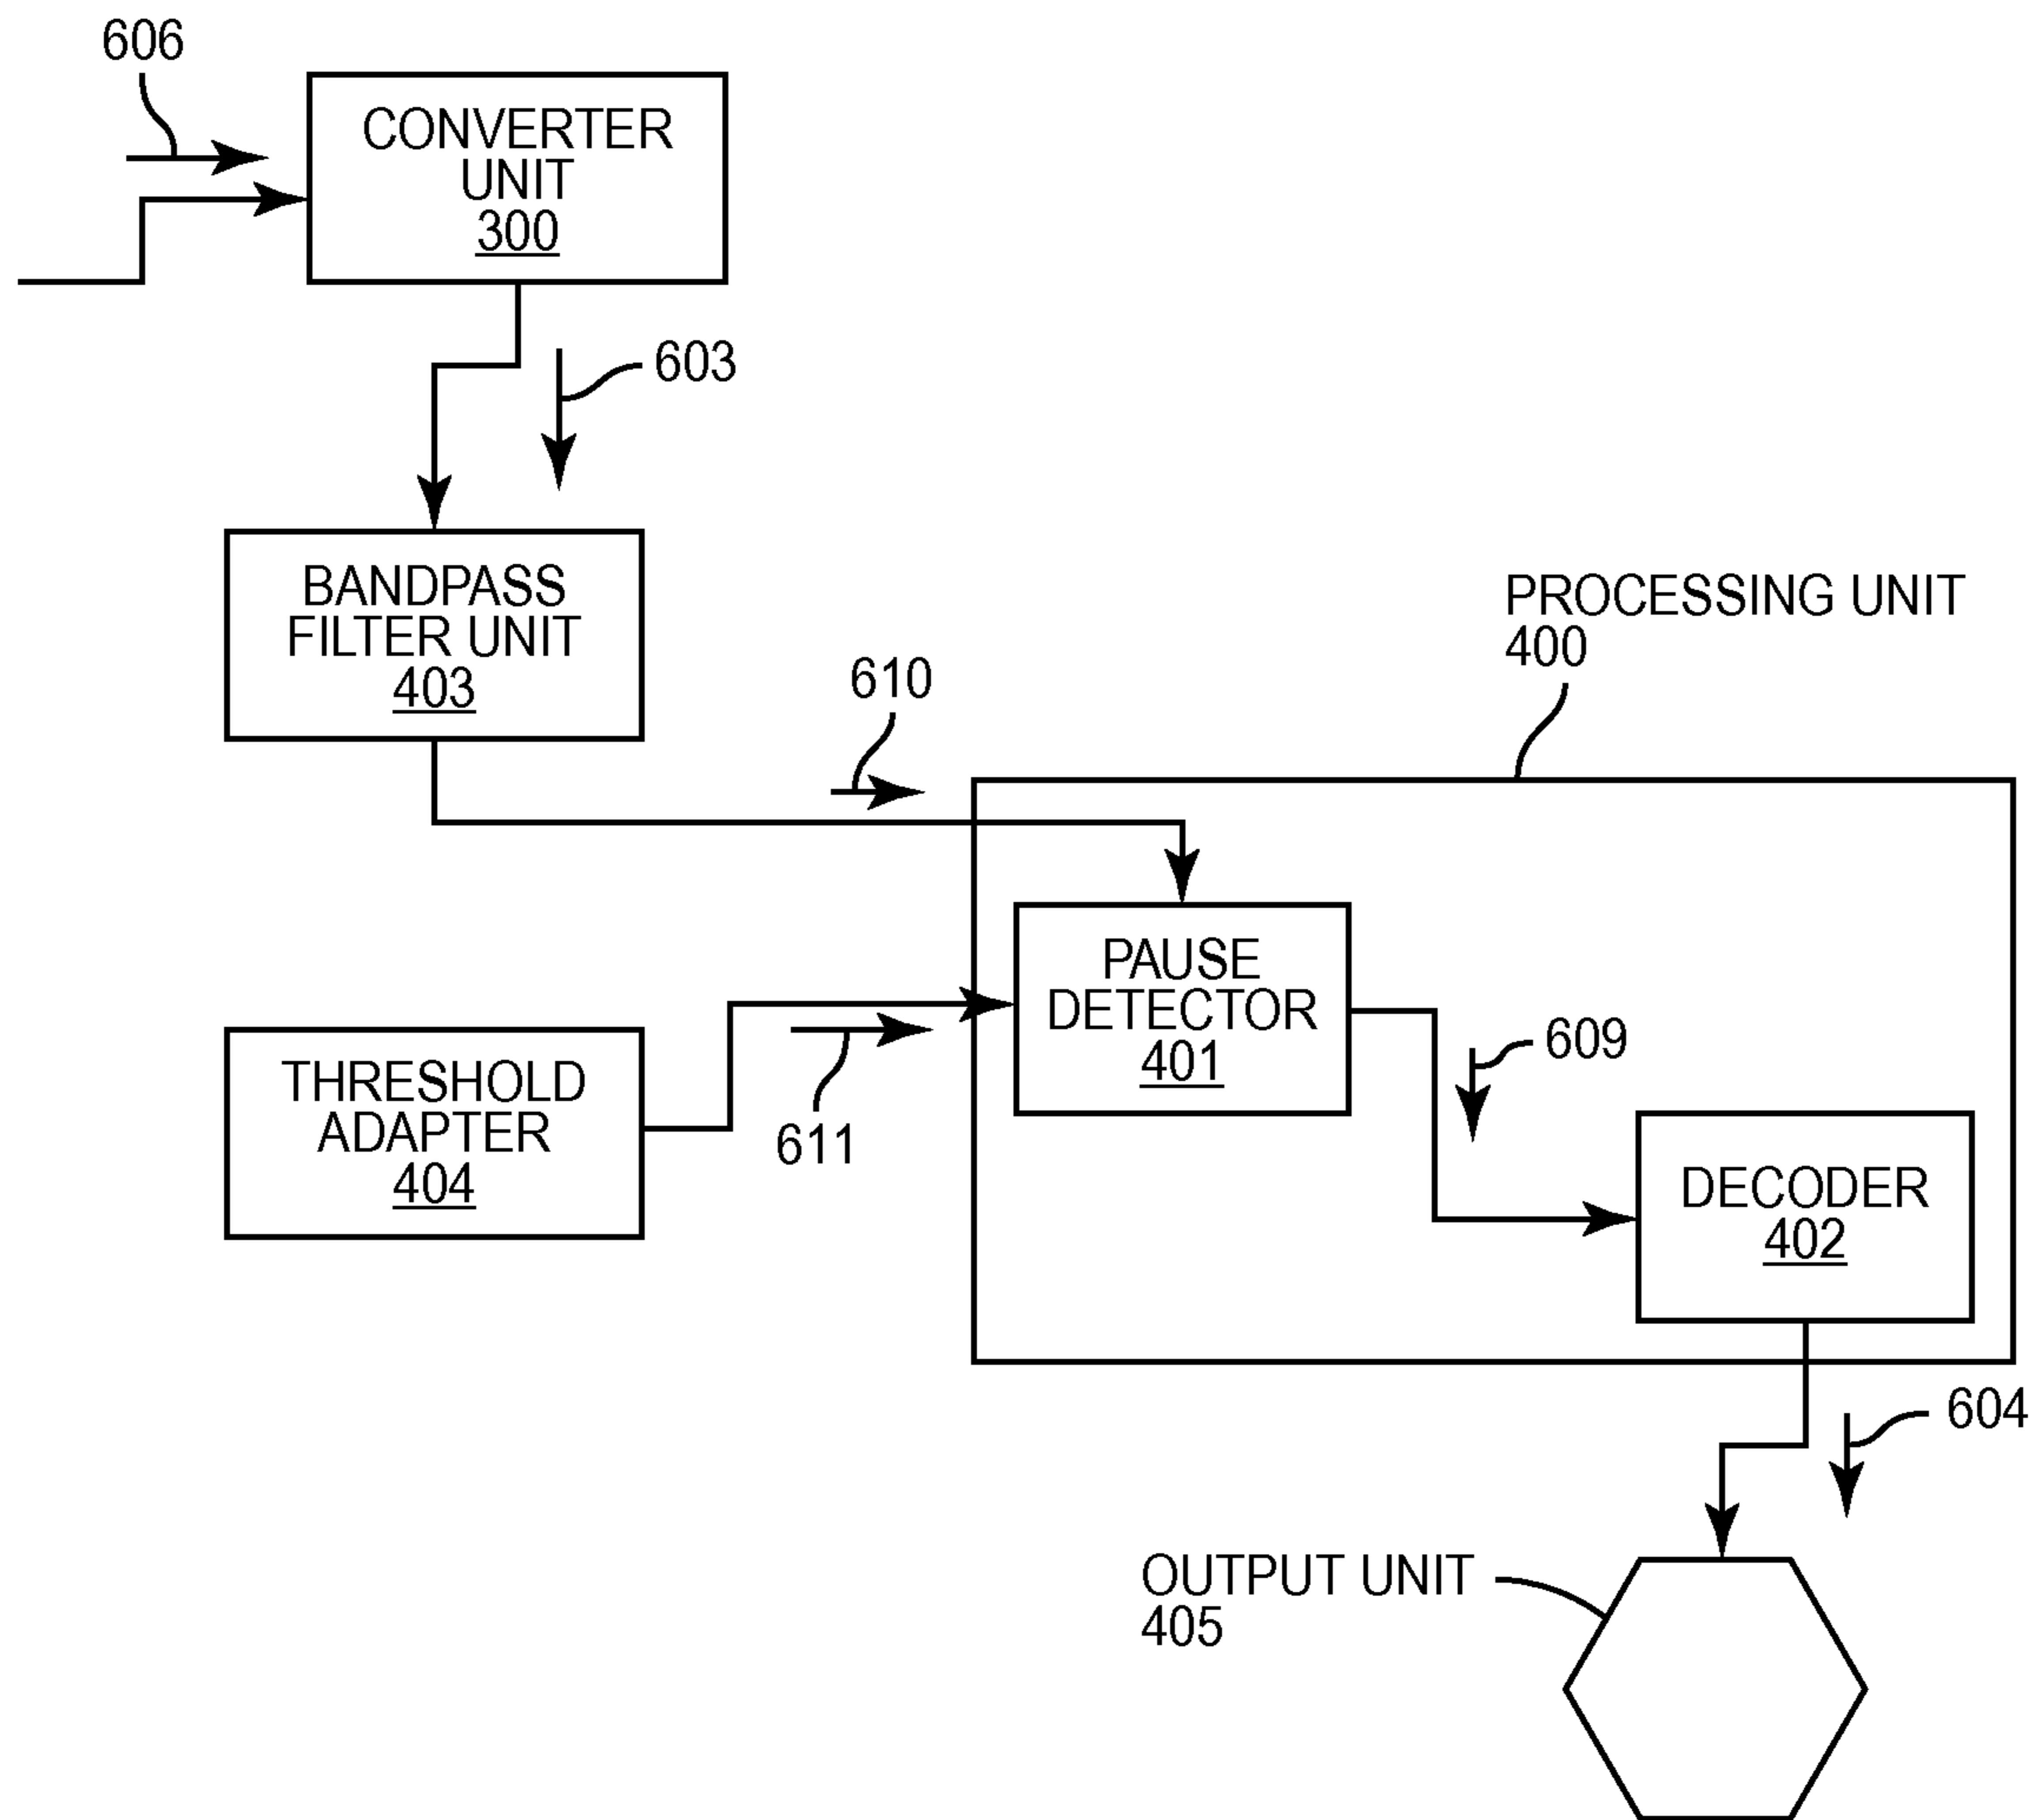 606
CONVERTER
UNIT
300
603
BANDPASS
FILTER UNIT
403
610
PROCESSING UNIT
400
PAUSE
DETECTOR
401
609
THRESHOLD
ADAPTER
404
611
DECODER
402
604
OUTPUT UNIT
405